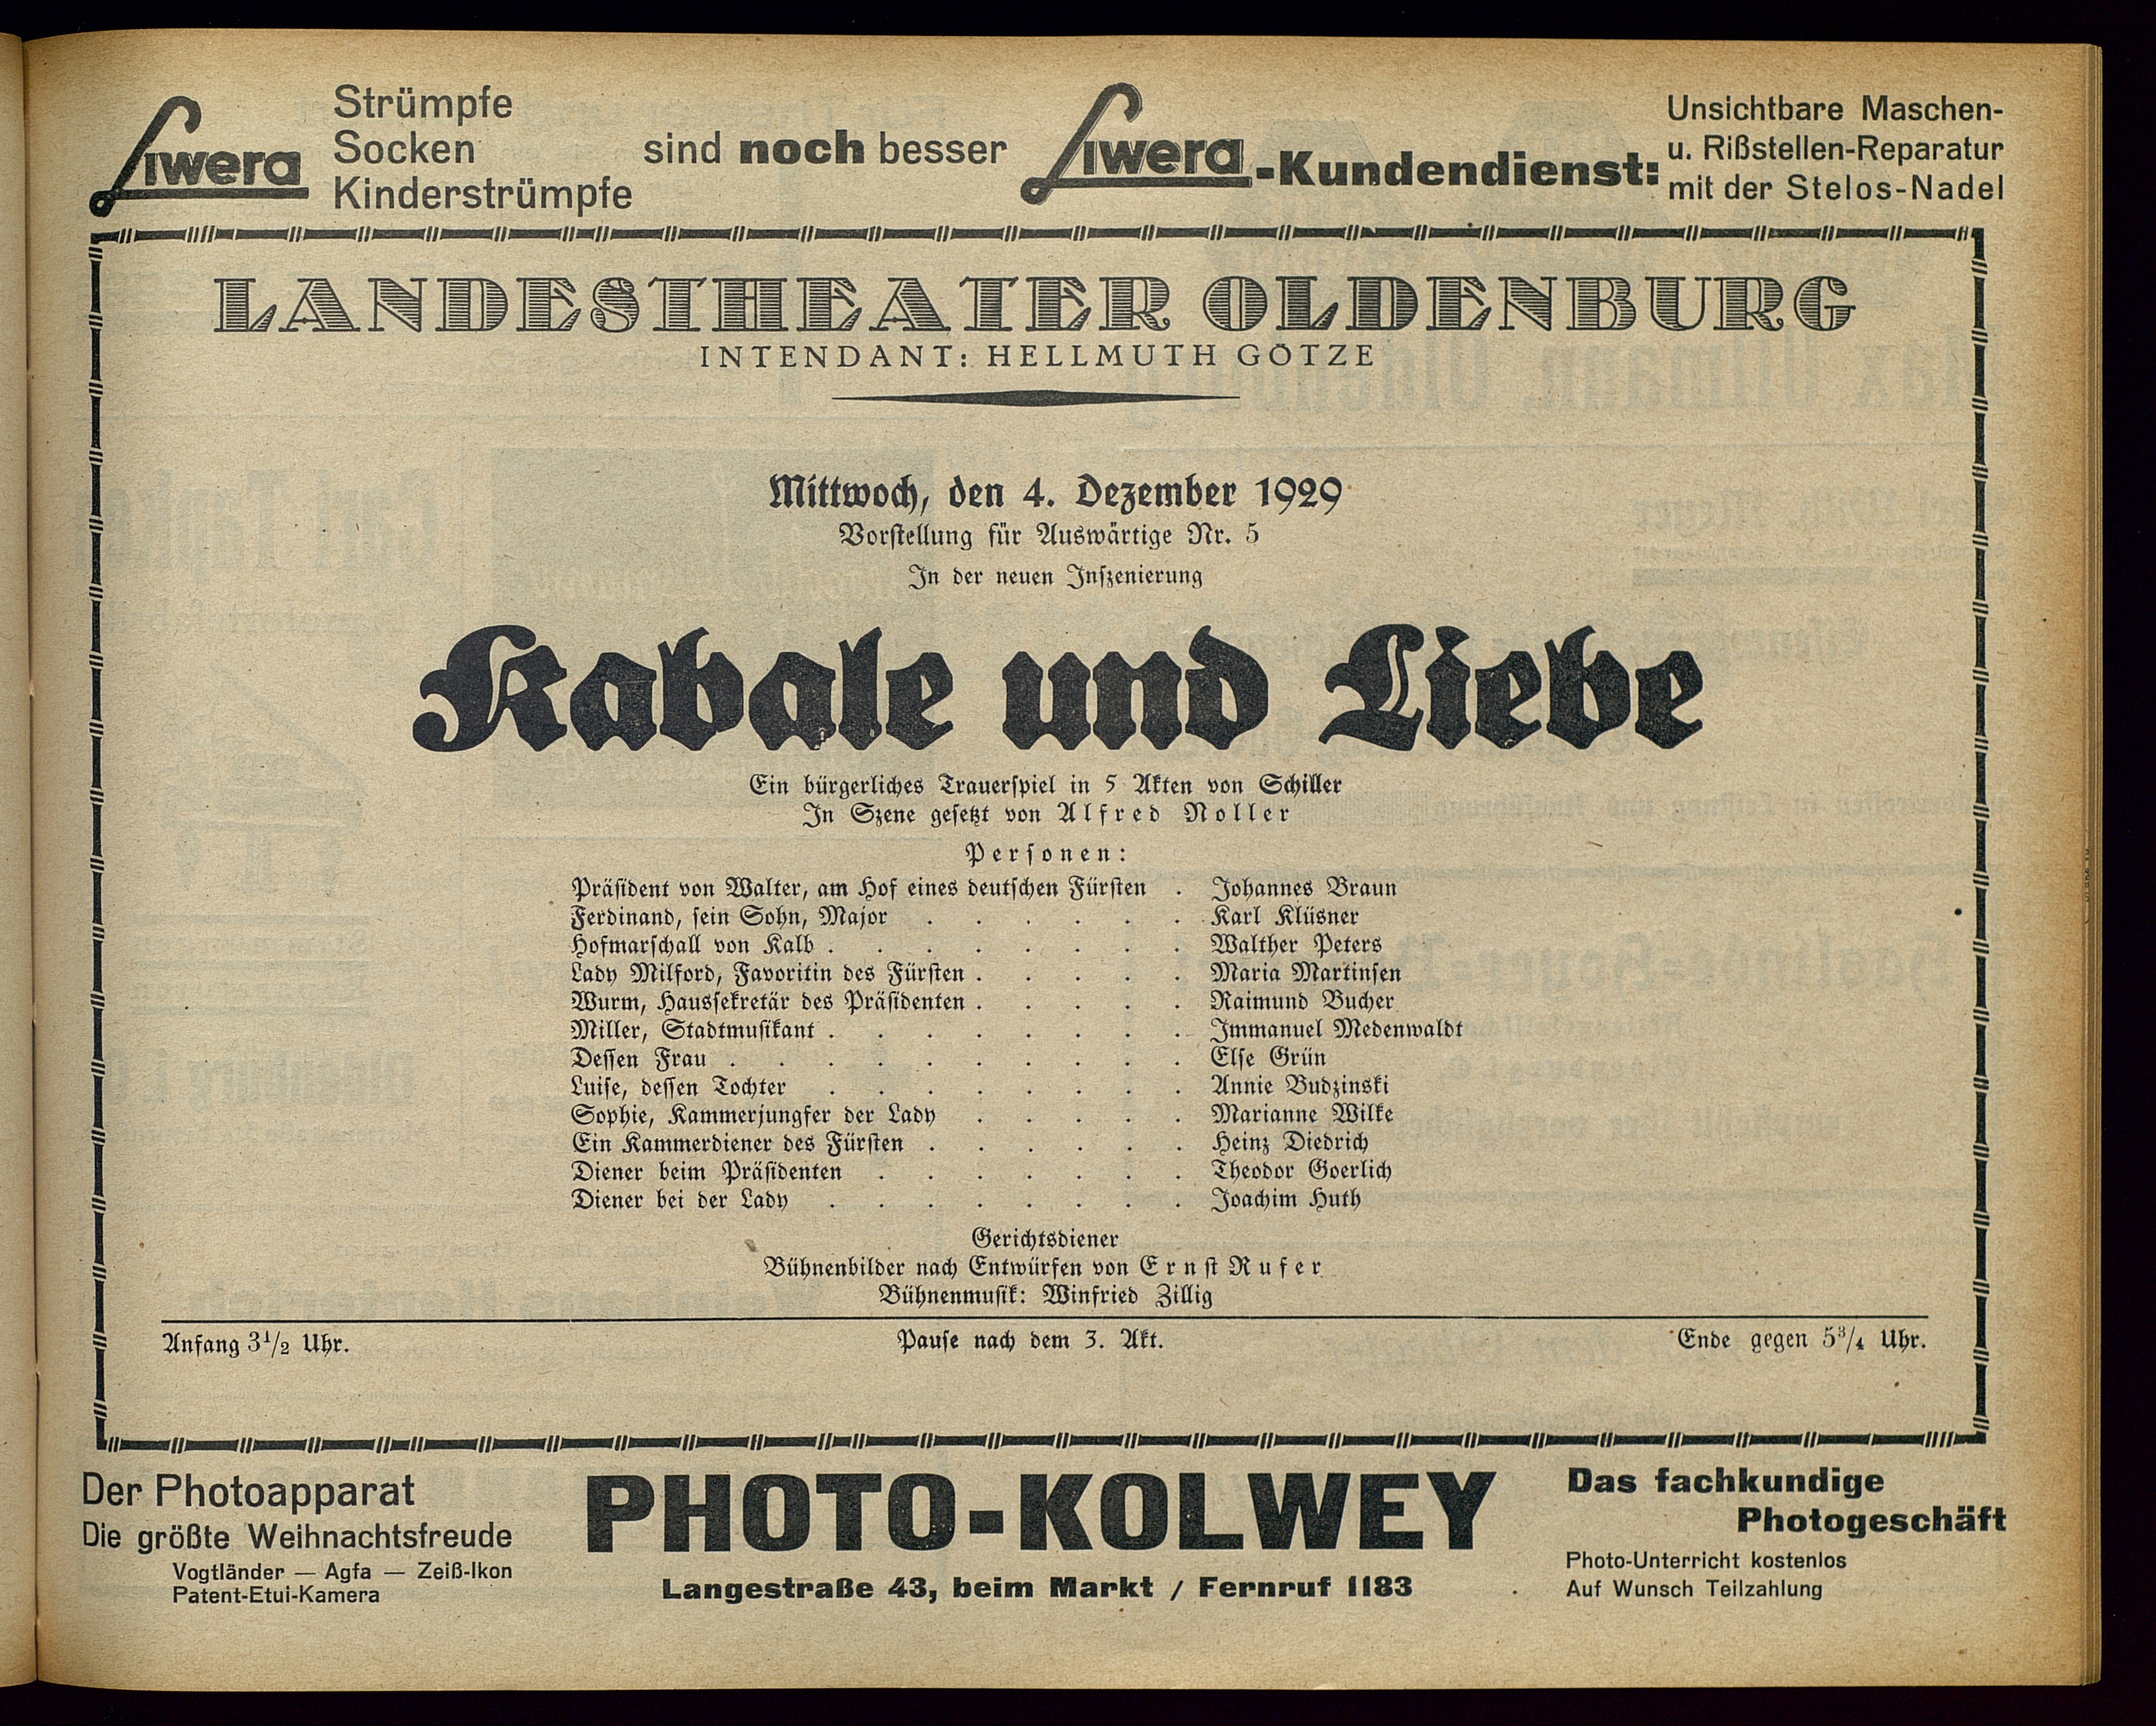 Liwera
Strümpfe
Socken
Kinderstrümpfe
sind noch besser
Liwera-Kundendienst:
Unsichtbare Maschen-
u. Rißstellen-Reparatur
mit der Stelos-Nadel
LANDESTHEATER OLDENBURG
INTENDANT: HELLMUTH GÖTZE
Mittwoch, den 4. Dezember 1929
Vorstellung für Auswärtige Nr. 5
In der neuen Inszenierung
Kabale und Liebe
Ein bürgerliches Trauerspiel in 5 Akten von Schiller
In Szene gesetzt von Alfred Noller
Personen:
Präsident von Walter, am Hof eines deutschen Fürsten . Johannes Braun
Ferdinand, sein Sohn, Major . . . . . . Karl Klüsner
Hofmarschall von Kalb . . . . . . . . Walther Peters
Lady Milford, Favoritin des Fürsten . . . . . Maria Martinsen
Wurm, Haussekretär des Präsidenten . . . . . Raimund Bucher
Miller, Stadtmusikant . . . . . . . . Immanuel Medenwaldt
Dessen Frau . . . . . . . . . . Else Grün
Luise, dessen Tochter . . . . . . . . Annie Budzinski
Sophie, Kammerjungfer der Lady . . . . . Marianne Wilke
Ein Kammerdiener des Fürsten . . . . . . Heinz Diedrich
Diener beim Präsidenten . . . . . . . Theodor Goerlich
Diener bei der Lady . . . . . . . . Joachim Huth
Gerichtsdiener
Bühnenbilder nach Entwürfen von Ernst Rufer
Bühnenmusik: Winfried Zillig
Anfang 3 1/2 Uhr. Pause nach dem 3. Akt. Ende gegen 5 3/4 Uhr.
Der Photoapparat
Die größte Weihnachtsfreude
Vogtländer — Agfa — Zeiß-Ikon
Patent-Etui-Kamera
PHOTO-KOLWEY
Langestraße 43, beim Markt / Fernruf 1183
Das fachkundige
Photogeschäft
Photo-Unterricht kostenlos
Auf Wunsch Teilzahlung